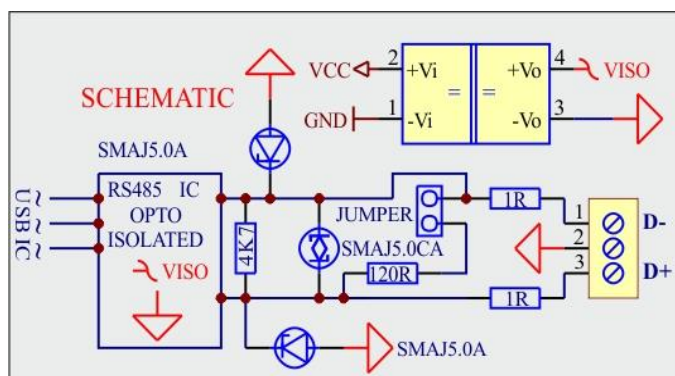 2 +Vi +Vo 4
VCC = = VISO
SCHEMATIC
1 3
GND -Vi -Vo
SMAJ5.0A
USB IC ~ ~ ~
RS485 IC
OPTO
ISOLATED
VISO
4K7
JUMPER
SMAJ5.0CA
120R
1R
1 D-
2
3 D+
1R
SMAJ5.0A